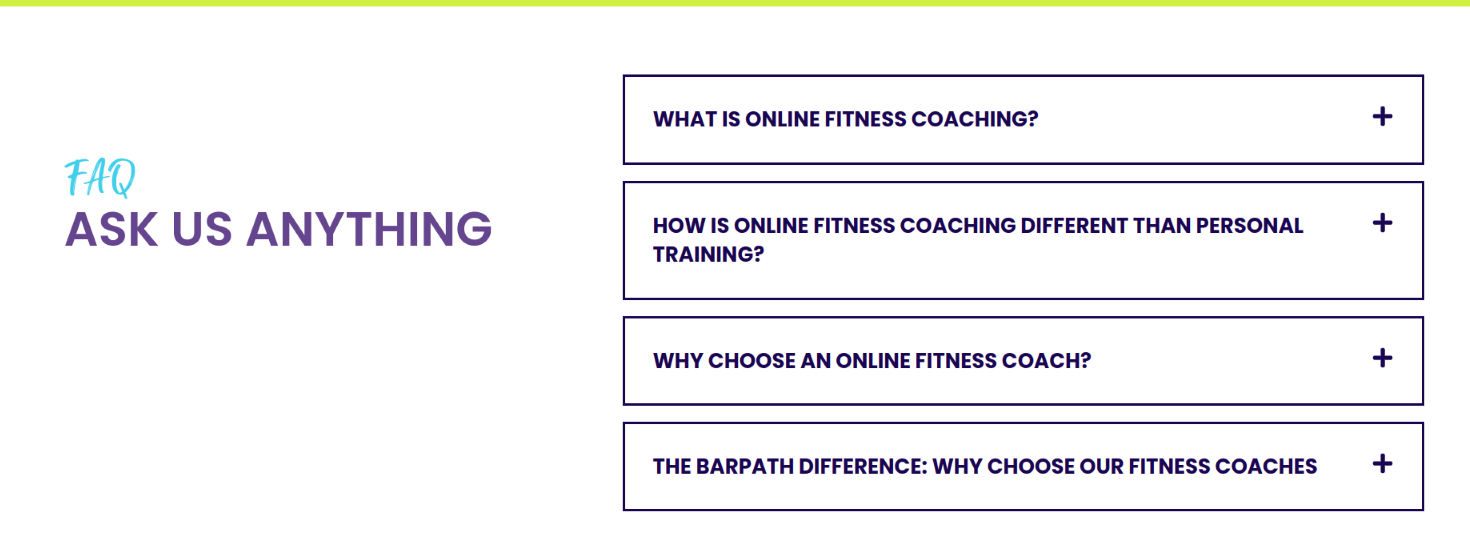 FAQ
ASK US ANYTHING
WHAT IS ONLINE FITNESS COACHING?
HOW IS ONLINE FITNESS COACHING DIFFERENT THAN PERSONAL
TRAINING?
WHY CHOOSE AN ONLINE FITNESS COACH?
THE BARPATH DIFFERENCE: WHY CHOOSE OUR FITNESS COACHES